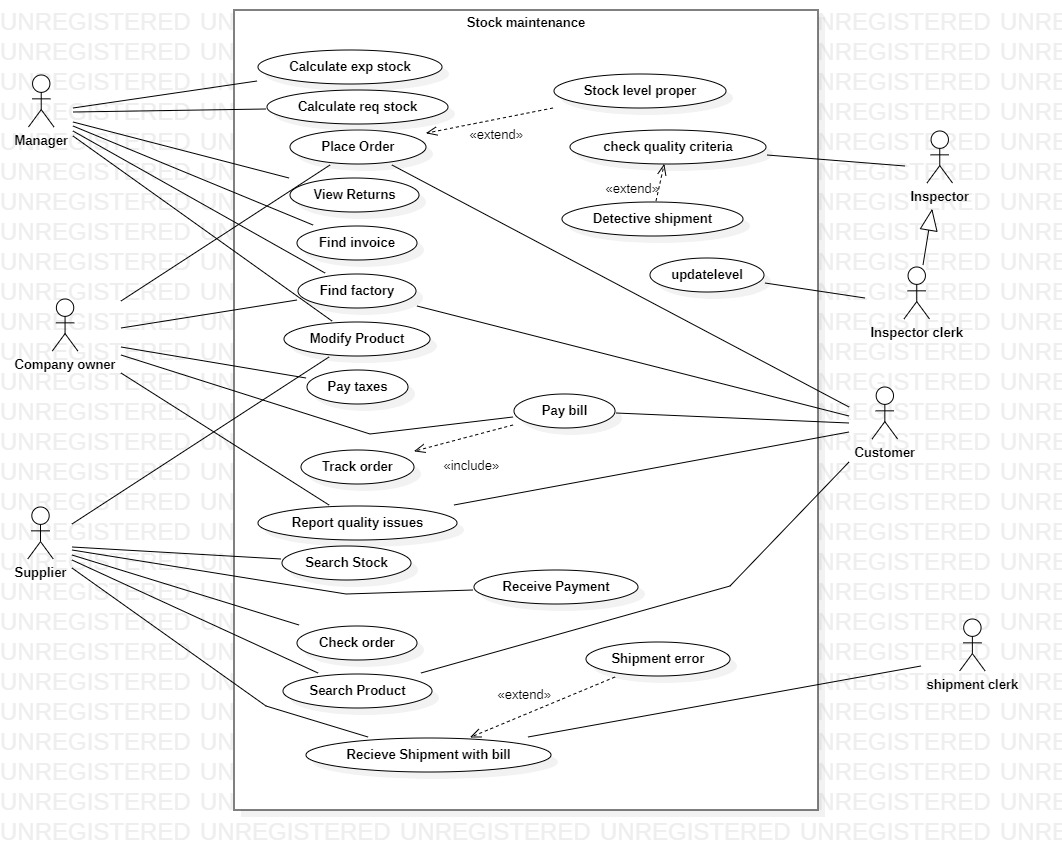 Stock maintenance
Calculate exp stock
Calculate req stock
Place Order
View Returns
Find invoice
Find factory
Modify Product
Pay taxes
Pay bill
Track order
Report quality issues
Search Stock
Receive Payment
Check order
Search Product
Shipment error
Recieve Shipment with bill
Stock level proper
check quality criteria
Detective shipment
updatelevel
«extend»
«extend»
«include»
«extend»
Manager
Company owner
Supplier
Inspector
Inspector clerk
Customer
shipment clerk
UNREGISTERED UNREGISTERED UNREGISTERED UNREGISTERED UNREGISTERED